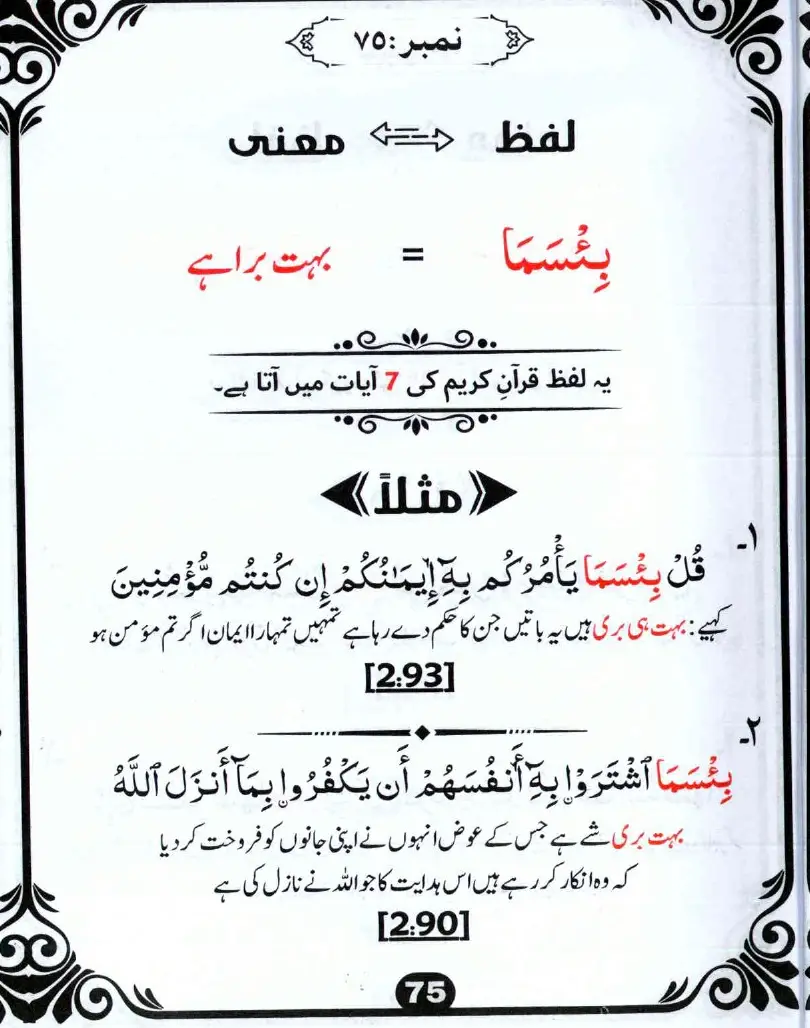 نمبر:۷۵
لفظ معنی
بِئْسَمَا = بہت برا ہے
یہ لفظ قرآنِ کریم کی 7 آیات میں آتا ہے۔
مثلاً
۱۔
قُلْ بِئْسَمَا يَأْمُرُكُم بِهِۦٓ إِيمَـٰنُكُمْ إِن كُنتُم مُّؤْمِنِينَ
کہیے: بہت ہی بری ہیں یہ باتیں جن کا حکم دے رہا ہے تمہیں تمہارا ایمان اگر تم مؤمن ہو
[2:93]
۲۔
بِئْسَمَا ٱشْتَرَوْا۟ بِهِۦٓ أَنفُسَهُمْ أَن يَكْفُرُوا۟ بِمَآ أَنزَلَ ٱللَّهُ
بہت بری شے ہے جس کے عوض انہوں نے اپنی جانوں کو فروخت کر دیا
کہ وہ انکار کر رہے ہیں اس ہدایت کا جو اللہ نے نازل کی ہے
[2:90]
75